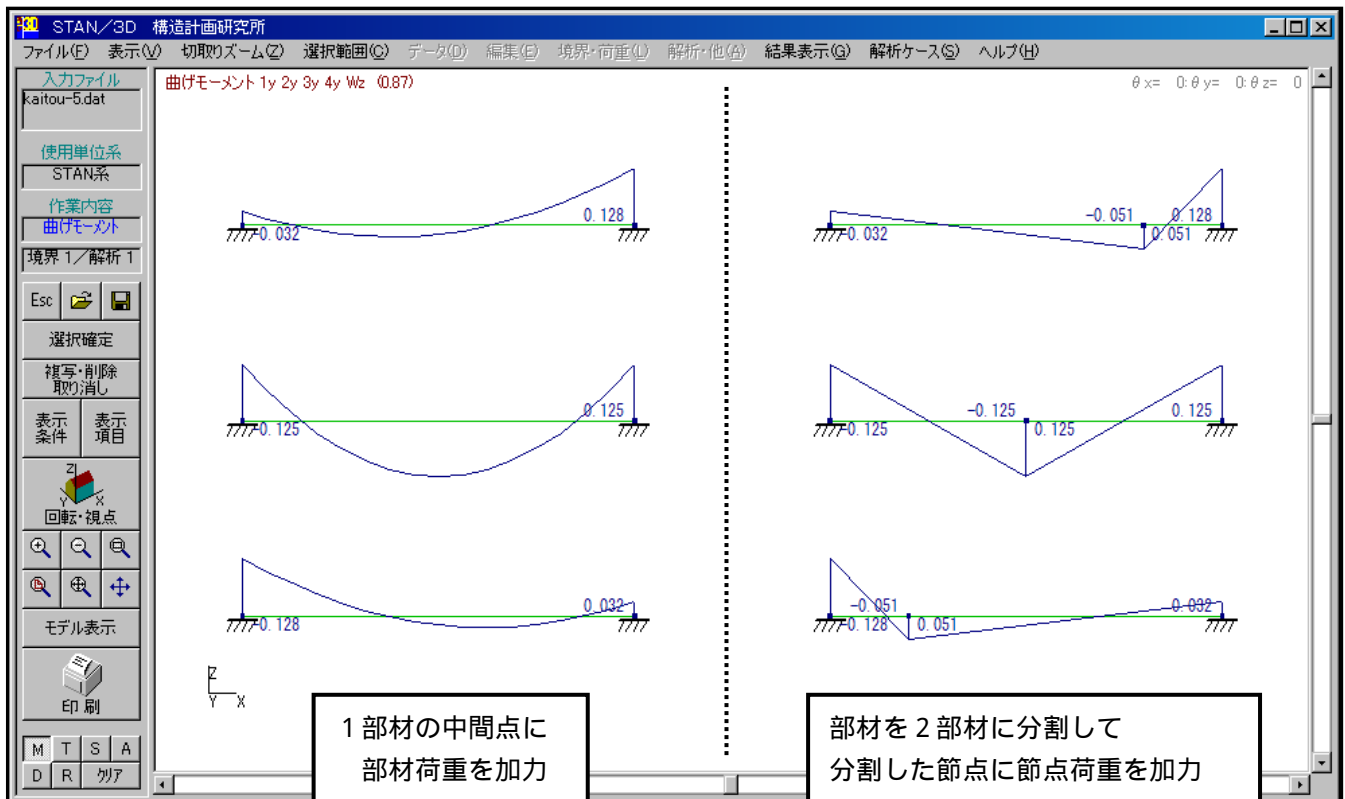 STAN/3D 構造計画研究所
ファイル(F) 表示(V) 切取りズーム(Z) 選択範囲(C) データ(D) 編集(E) 境界・荷重(L) 解析・他(A) 結果表示(G) 解析ケース(S) ヘルプ(H)
入力ファイル
kaitou-5.dat
使用単位系
STAN系
作業内容
曲げモーメント
境界1/解析1
Esc
選択確定
複写・削除
取り消し
表示
条件
表示
項目
Z
Y X
回転・視点
モデル表示
印刷
M T S A
D R クリア
曲げモーメント 1y 2y 3y 4y Wz (0.87)
θx= 0:θy= 0:θz= 0
-0.032 0.128
-0.032 -0.051 0.051 0.128
-0.125 0.125
-0.125 -0.125 0.125 0.125
-0.128 0.032
-0.128 -0.051 0.051 0.032
Z
Y X
1部材の中間点に
部材荷重を加力
部材を2部材に分割して
分割した節点に節点荷重を加力